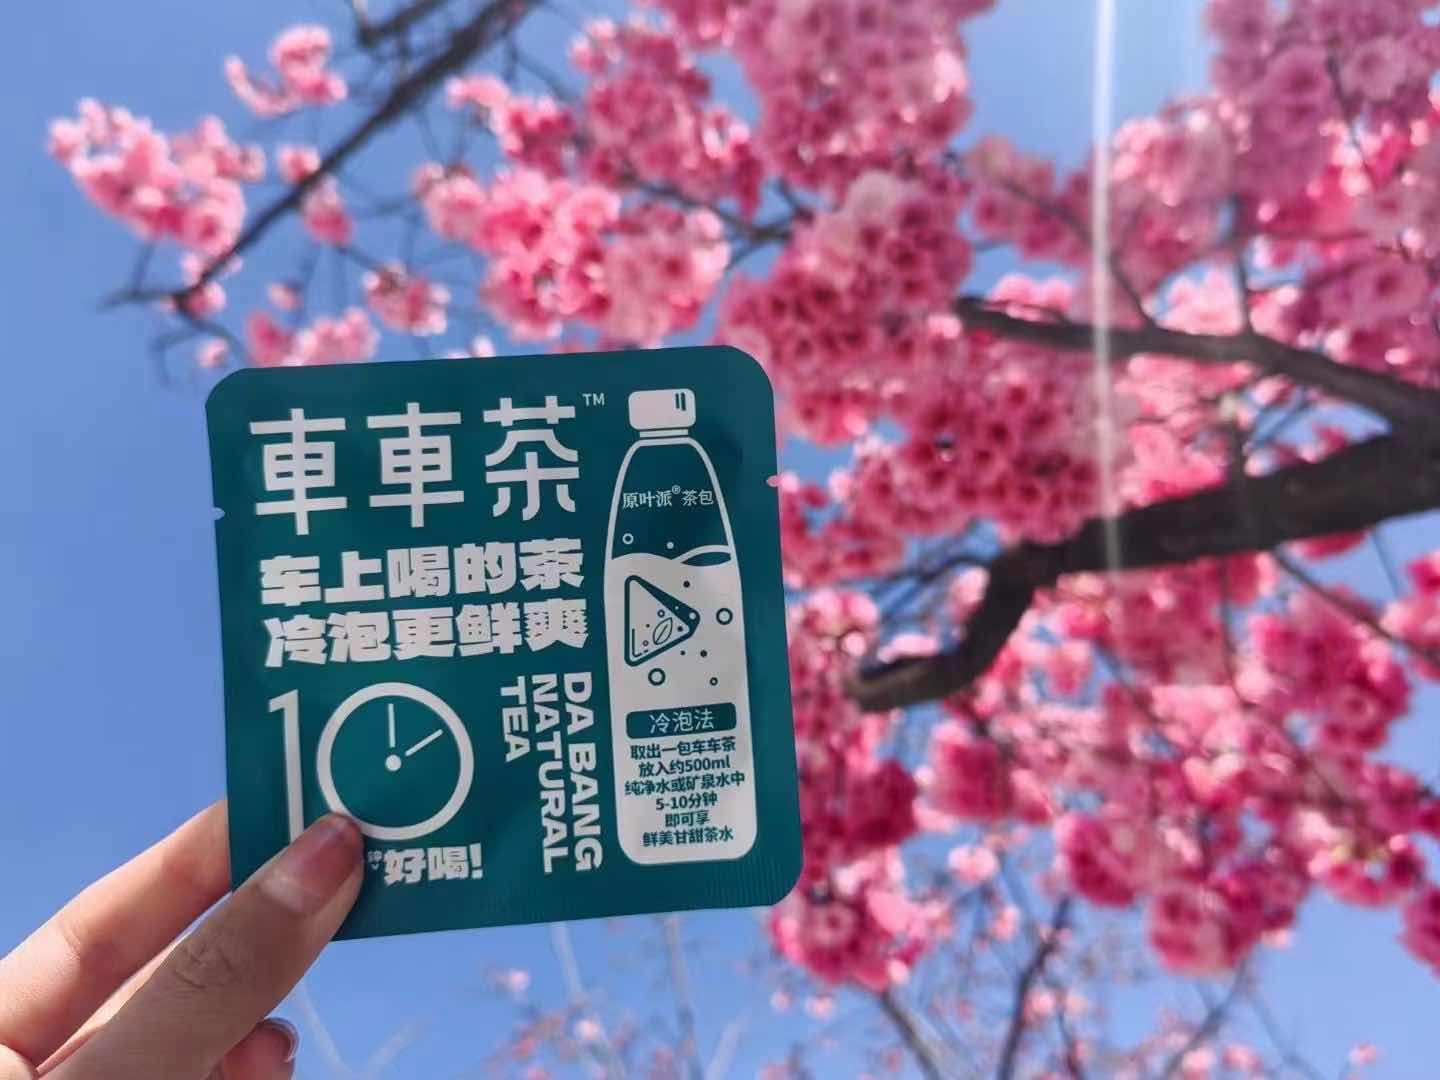 車車茶™
车上喝的茶
冷泡更鲜爽
10
好喝!
DA BANG
NATURAL
TEA
原叶派®茶包
冷泡法
取出一包车车茶
放入约500ml
纯净水或矿泉水中
5-10分钟
即可享
鲜美甘甜茶水